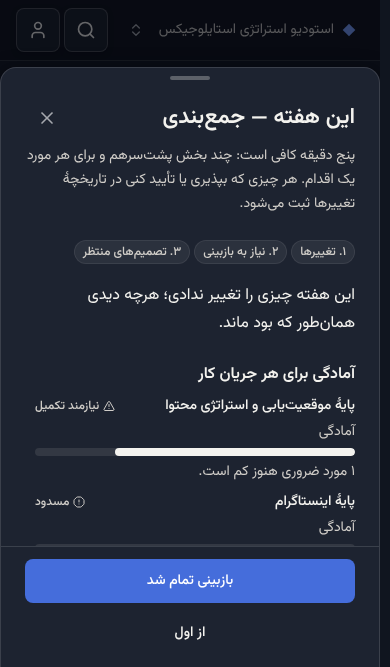 استودیو استراتژی استایلوجیکس
این هفته — جمع‌بندی
پنج دقیقه کافی است: چند بخش پشت‌سرهم و برای هر مورد
یک اقدام. هر چیزی که بپذیری یا تأیید کنی در تاریخچهٔ
تغییرها ثبت می‌شود.
۱. تغییرها
۲. نیاز به بازبینی
۳. تصمیم‌های منتظر
این هفته چیزی را تغییر ندادی؛ هرچه دیدی
همان‌طور که بود ماند.
آمادگی برای هر جریان کار
پایهٔ موقعیت‌یابی و استراتژی محتوا
نیازمند تکمیل
آمادگی
۱ مورد ضروری هنوز کم است.
پایهٔ اینستاگرام
مسدود
آمادگی
بازبینی تمام شد
از اول